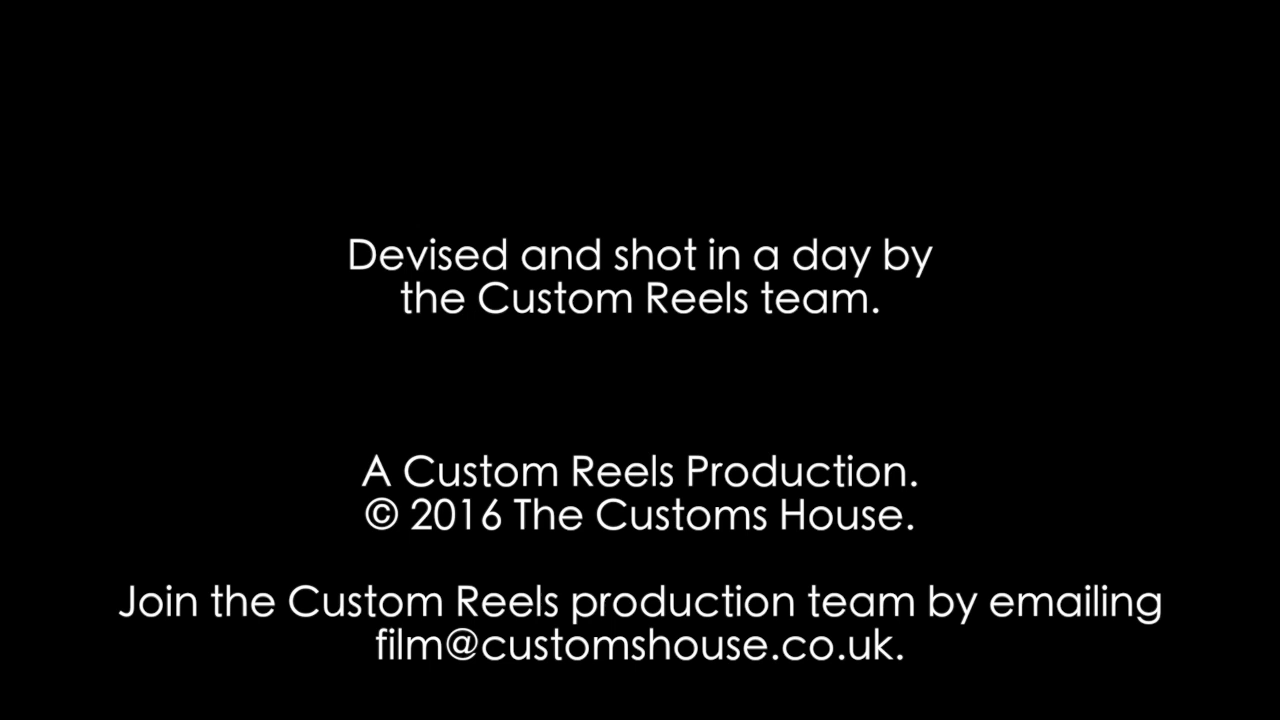 Devised and shot in a day by
the Custom Reels team.
A Custom Reels Production.
© 2016 The Customs House.
Join the Custom Reels production team by emailing
film@customshouse.co.uk.